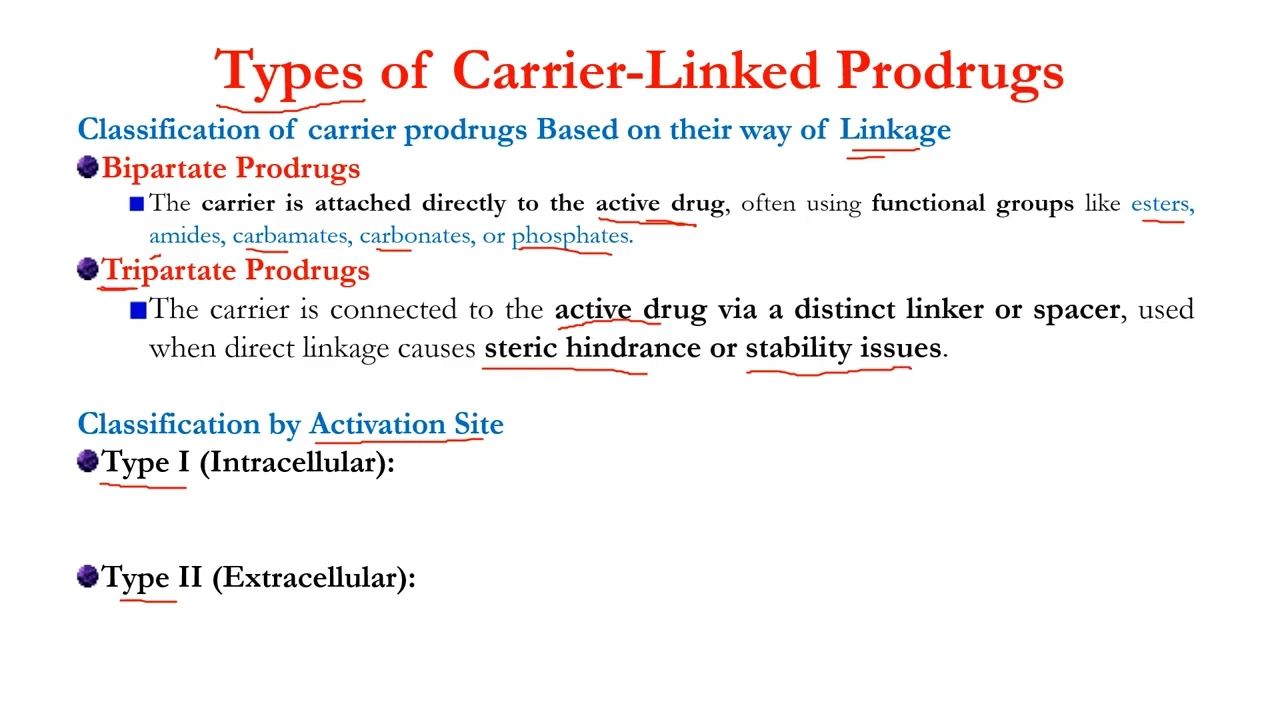 Types of Carrier-Linked Prodrugs
Classification of carrier prodrugs Based on their way of Linkage
Bipartate Prodrugs
The carrier is attached directly to the active drug, often using functional groups like esters,
amides, carbamates, carbonates, or phosphates.
Tripartate Prodrugs
The carrier is connected to the active drug via a distinct linker or spacer, used
when direct linkage causes steric hindrance or stability issues.
Classification by Activation Site
Type I (Intracellular):
Type II (Extracellular):